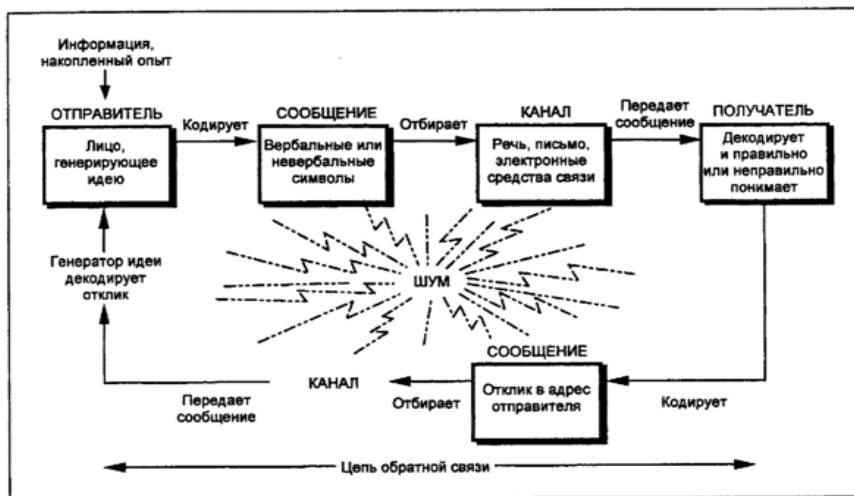 Информация,
накопленный опыт
ОТПРАВИТЕЛЬ
Лицо,
генерирующее
идею
Кодирует
СООБЩЕНИЕ
Вербальные или
невербальные
символы
Отбирает
КАНАЛ
Речь, письмо,
электронные
средства связи
Передает
сообщение
ПОЛУЧАТЕЛЬ
Декодирует
и правильно
или неправильно
понимает
Генератор идеи
декодирует
отклик
ШУМ
СООБЩЕНИЕ
Отклик в адрес
отправителя
Кодирует
Отбирает
КАНАЛ
Передает
сообщение
Цепь обратной связи